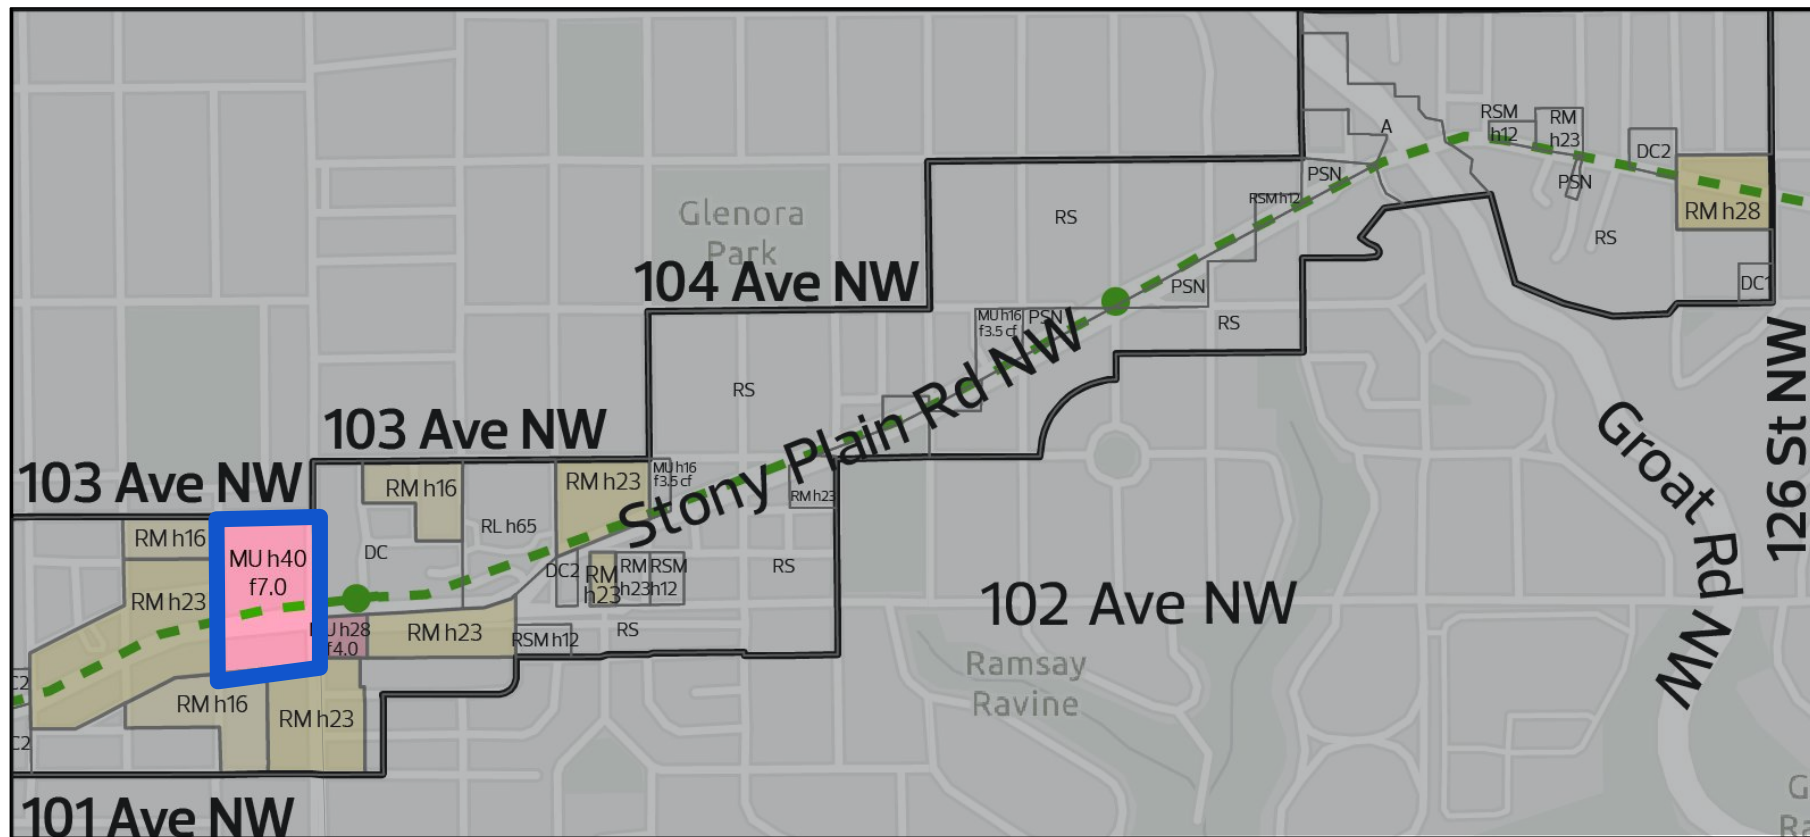 A
RSM
h12
RM
h23
DC2
PSN
PSN
RM h28
RSM h12
RS
RS
Glenora
Park
104 Ave NW
PSN
DC1
MU h16
f3.5 cf
PSN
RS
126 St NW
RS
Stony Plain Rd NW
Groat Rd NW
103 Ave NW
103 Ave NW
RM h16
RM h23
MU h16
f3.5 cf
RM h23
RL h65
RM h16
MU h40
f7.0
DC
DC2
RM
h23
RM
h23
RSM
h12
RS
RM h23
102 Ave NW
U h28
f4.0
RM h23
RSM h12
RS
Ramsay
Ravine
C2
RM h16
RM h23
C2
101 Ave NW
G
Ra